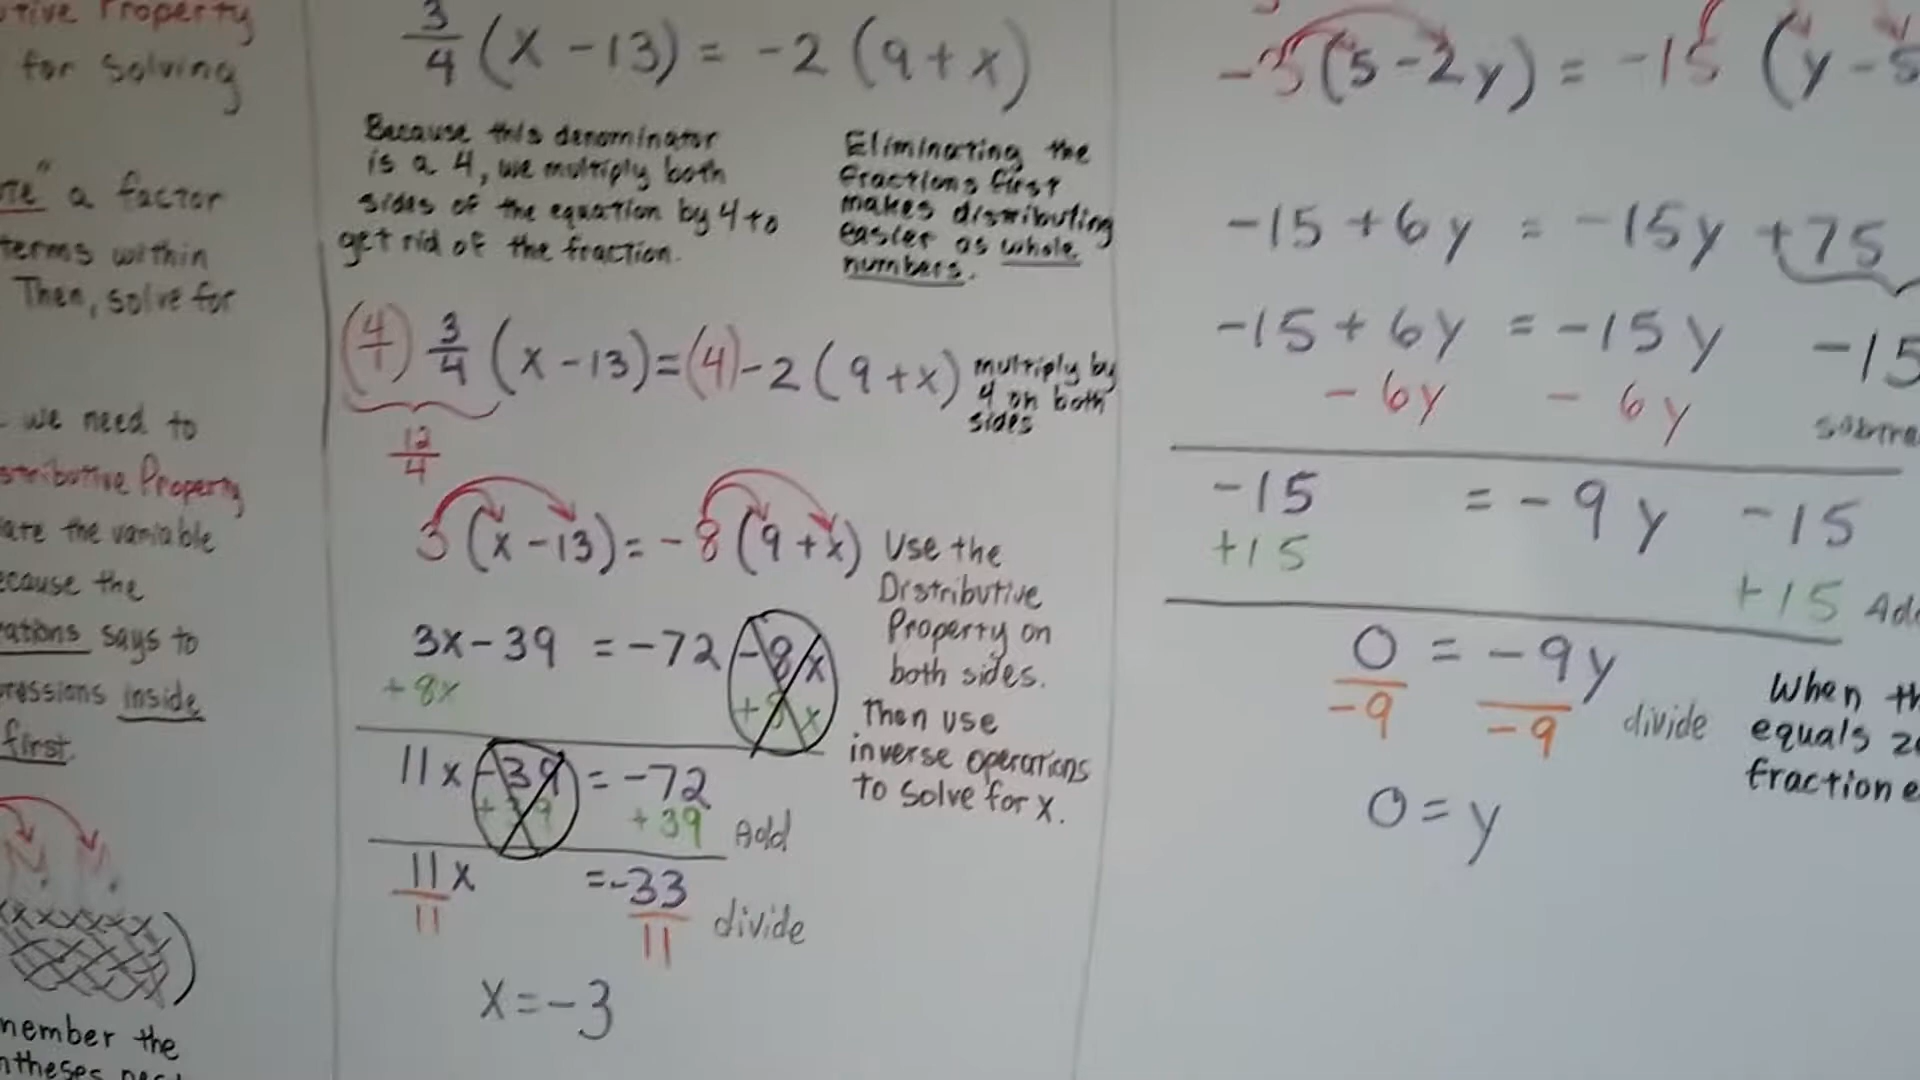 Property
for solving
a factor
terms within
Then, solve for
we need to
Property
the variable
the
says to
inside
first.
the
3/4 (x - 13) = -2 (9 + x)
Because this denominator
is a 4, we multiply both
sides of the equation by 4 to
get rid of the fraction.
Eliminating the
fractions first
makes distributing
easier as whole
numbers.
(4/1) 3/4 (x - 13) = (4) -2 (9 + x)
multiply by
4 on both
sides
12/4
3 (x - 13) = -8 (9 + x)
Use the
Distributive
Property on
both sides.
Then use
inverse operations
to solve for x.
3x - 39 = -72 - 8x
+ 8x + 8x
11x - 39 = -72
+39 +39 Add
11x = -33
11 11 divide
x = -3
-3 (5 - 2y) = -15 (y - 5
-15 + 6y = -15y + 75
-15 + 6y = -15y -15
- 6y - 6y
-15 = -9y -15
+15 +15
0 = -9y
-9 -9 divide
0 = y
When
equals
fraction